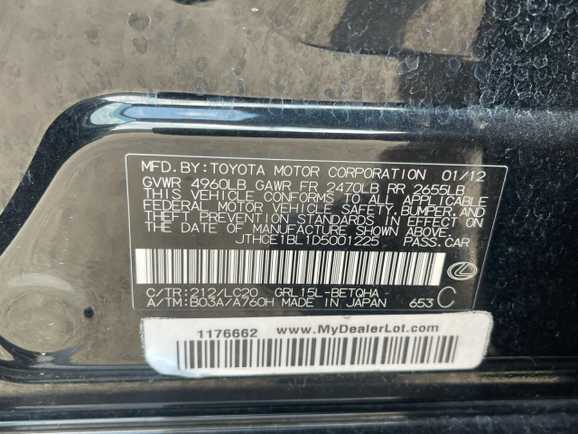 MFD. BY: TOYOTA MOTOR CORPORATION 01/12
GVWR 4960LB GAWR FR 2470LB RR 2655LB
THIS VEHICLE CONFORMS TO ALL APPLICABLE
FEDERAL MOTOR VEHICLE SAFETY, BUMPER, AND
THEFT PREVENTION STANDARDS IN EFFECT ON
THE DATE OF MANUFACTURE SHOWN ABOVE.
JTHCE1BL1D5001225 PASS. CAR
C/TR: 212/LC20 GRL15L-BETQHA
A/TM: B03A/A760H MADE IN JAPAN 653 C
1176662 www.MyDealerLot.com